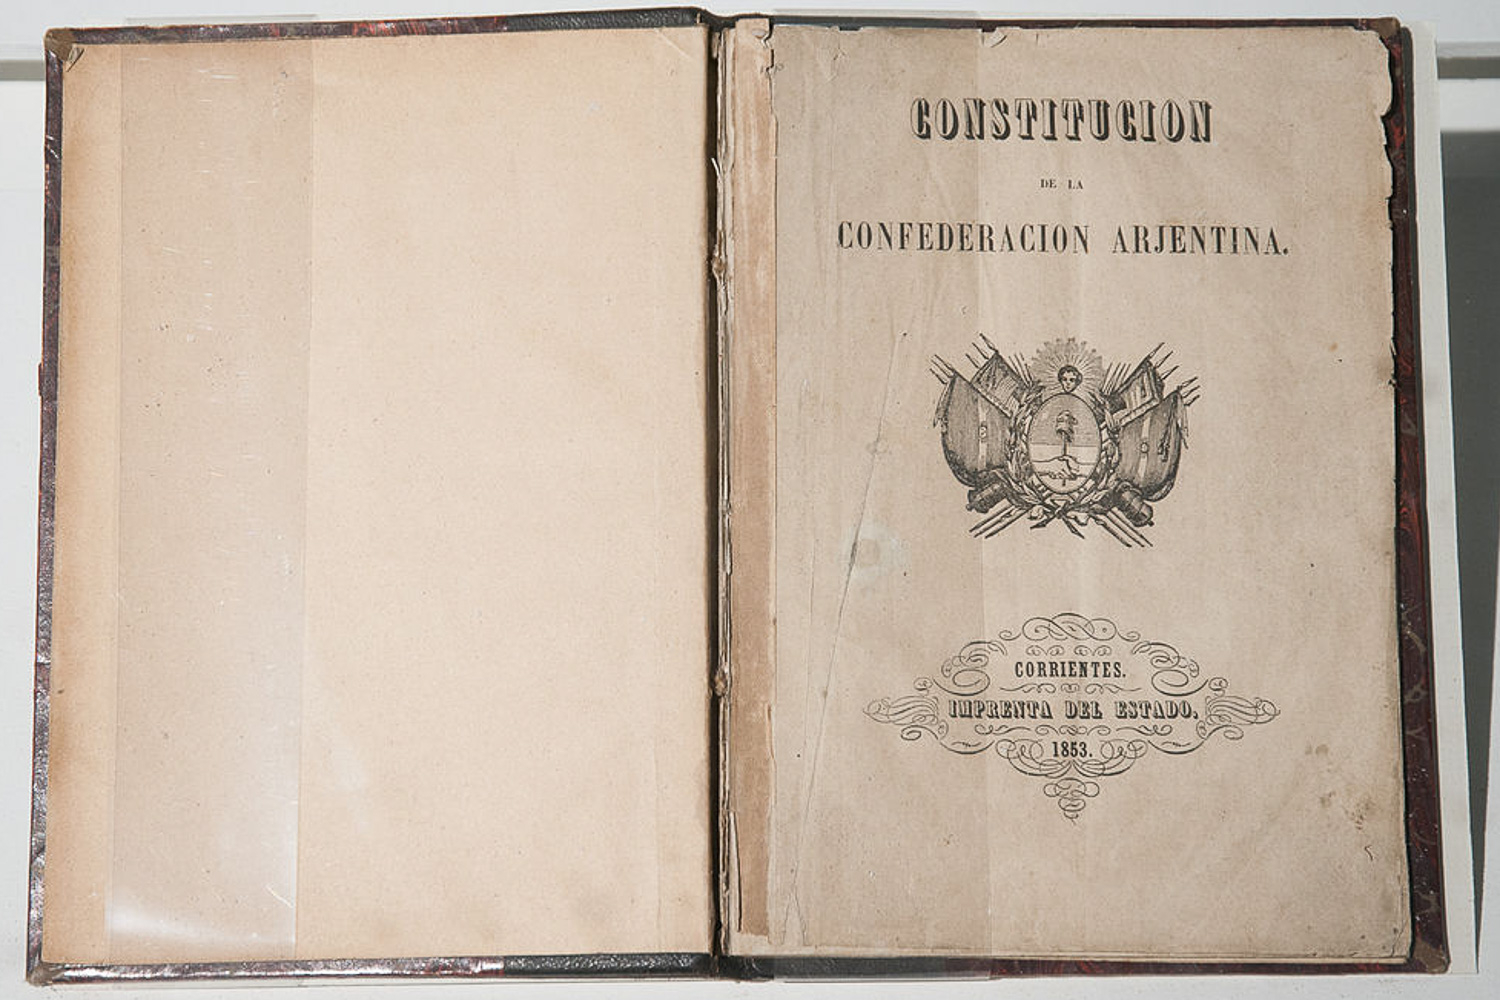 CONSTITUCION
DE LA
CONFEDERACION ARJENTINA.
CORRIENTES.
IMPRENTA DEL ESTADO,
1853.